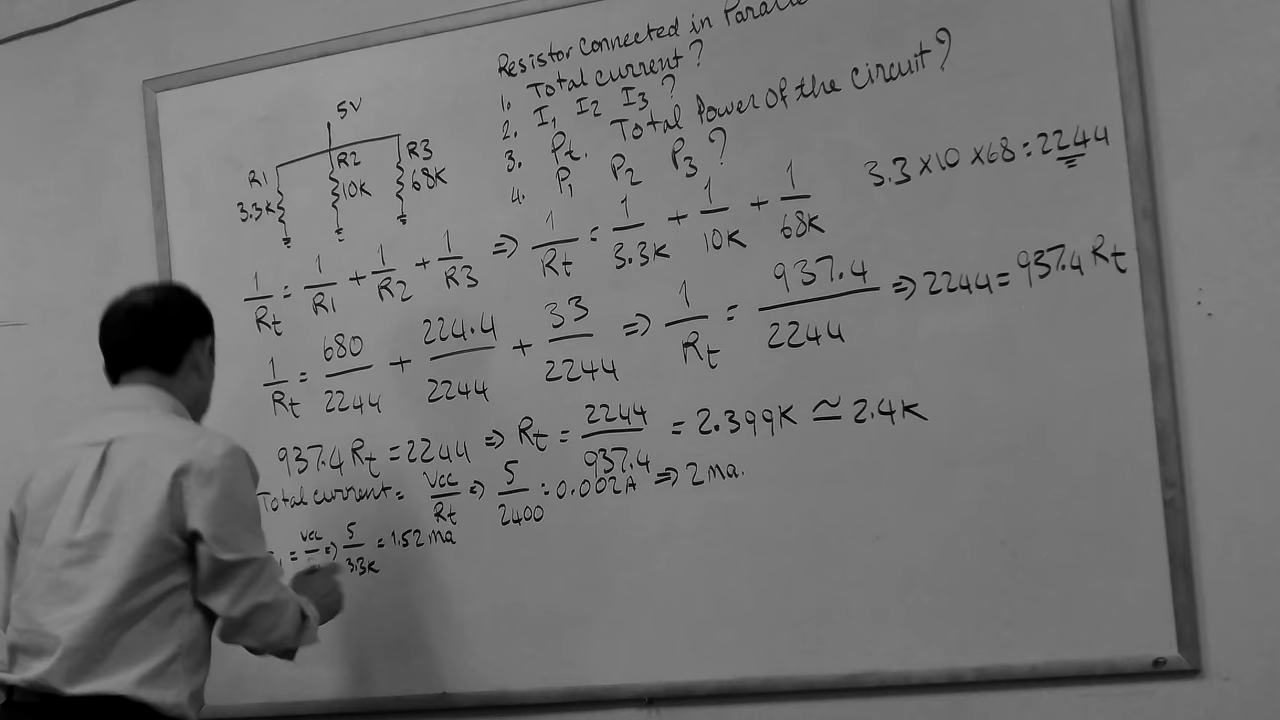 Resistor Connected in
1. Total current?
2. I1 I2 I3 ?
3. Pt. Total Power of the circuit?
4. P1 P2 P3 ?
5V
R1 3.3K
R2 10K
R3 68K
3.3 x 10 x 68 : 2244
1/Rt = 1/R1 + 1/R2 + 1/R3 => 1/Rt = 1/3.3K + 1/10K + 1/68K
1/Rt = 680/2244 + 224.4/2244 + 33/2244 => 1/Rt = 937.4/2244 => 2244 = 937.4 Rt
937.4 Rt = 2244 => Rt = 2244/937.4 = 2.399K ≃ 2.4K
Total current = Vcc/Rt => 5/2400 = 0.002A => 2ma.
= Vcc/ => 5/3.3K = 1.52ma